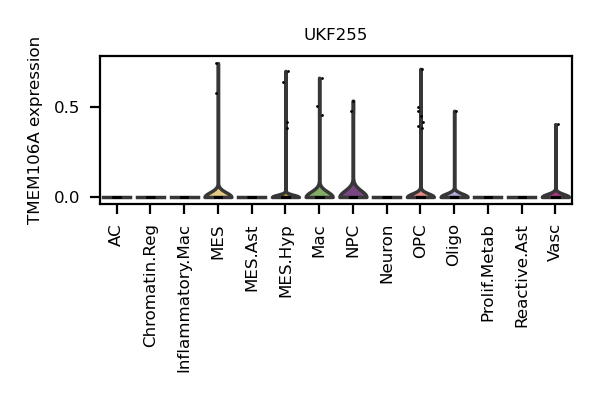 UKF255
TMEM106A expression
0.5
0.0
AC
Chromatin.Reg
Inflammatory.Mac
MES
MES.Ast
MES.Hyp
Mac
NPC
Neuron
OPC
Oligo
Prolif.Metab
Reactive.Ast
Vasc